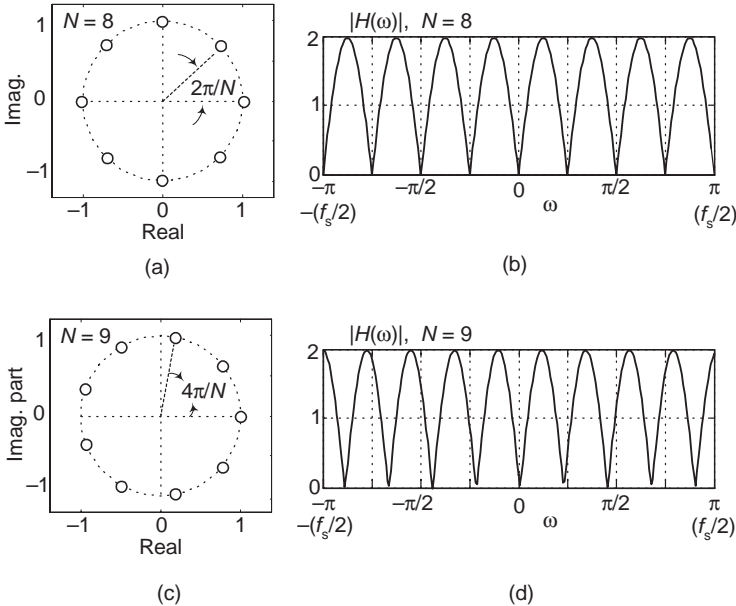 N = 8
Imag.
1
0
–1
2π/N
–1
0
1
Real
(a)
|H(ω)|, N = 8
2
1
0
–π
–π/2
0
π/2
π
–(fs/2)
ω
(fs/2)
(b)
N = 9
Imag. part
1
0
–1
4π/N
–1
0
1
Real
(c)
|H(ω)|, N = 9
2
1
0
–π
–π/2
0
π/2
π
–(fs/2)
ω
(fs/2)
(d)